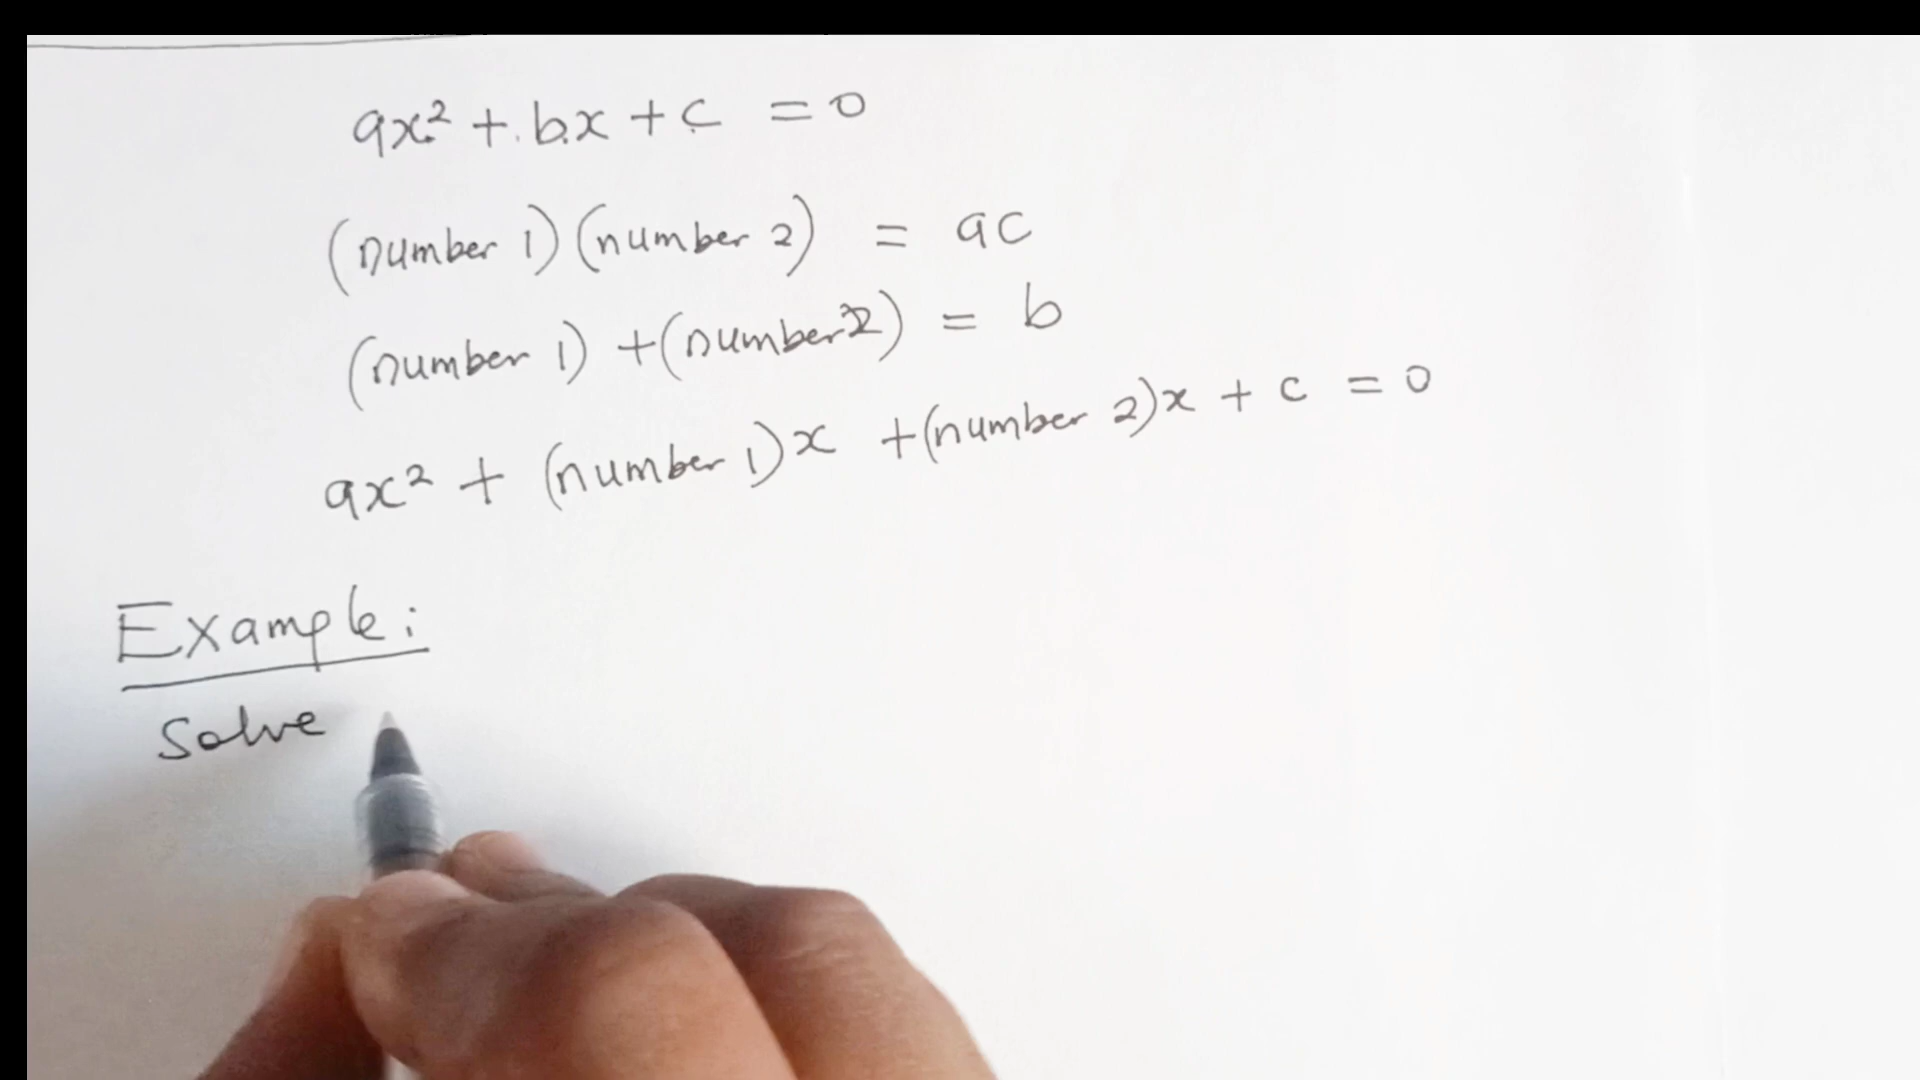 ax² + bx + c = 0
(number 1)(number 2) = ac
(number 1) + (number 2) = b
ax² + (number 1)x + (number 2)x + c = 0
Example:
Solve